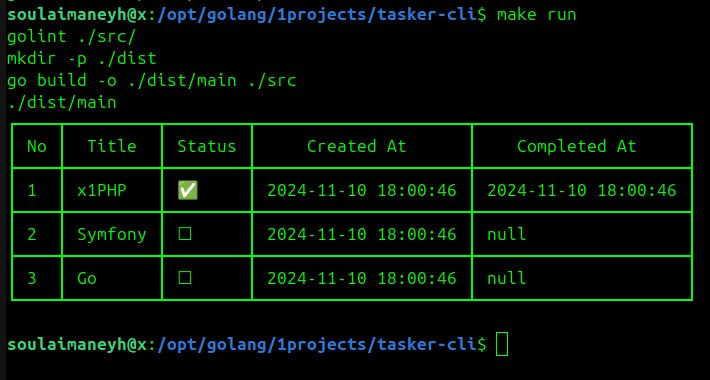 soulaimaneyh@x:/opt/golang/1projects/tasker-cli$ make run
golint ./src/
mkdir -p ./dist
go build -o ./dist/main ./src
./dist/main
No Title Status Created At Completed At
1 x1PHP ✅ 2024-11-10 18:00:46 2024-11-10 18:00:46
2 Symfony ☐ 2024-11-10 18:00:46 null
3 Go ☐ 2024-11-10 18:00:46 null
soulaimaneyh@x:/opt/golang/1projects/tasker-cli$